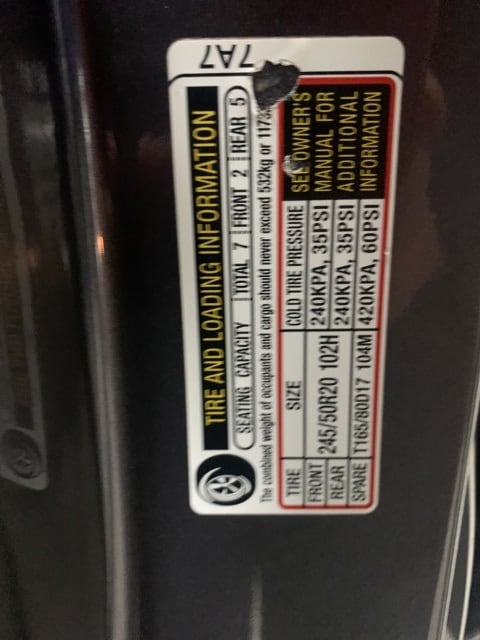 7A7
TIRE AND LOADING INFORMATION
SEATING CAPACITY TOTAL 7 FRONT 2 REAR 5
The combined weight of occupants and cargo should never exceed 532kg or
TIRE SIZE COLD TIRE PRESSURE
FRONT 245/50R20 102H 240KPA, 35PSI
REAR 240KPA, 35PSI
SPARE T165/80D17 104M 420KPA, 60PSI
SEE OWNER'S
MANUAL FOR
ADDITIONAL
INFORMATION